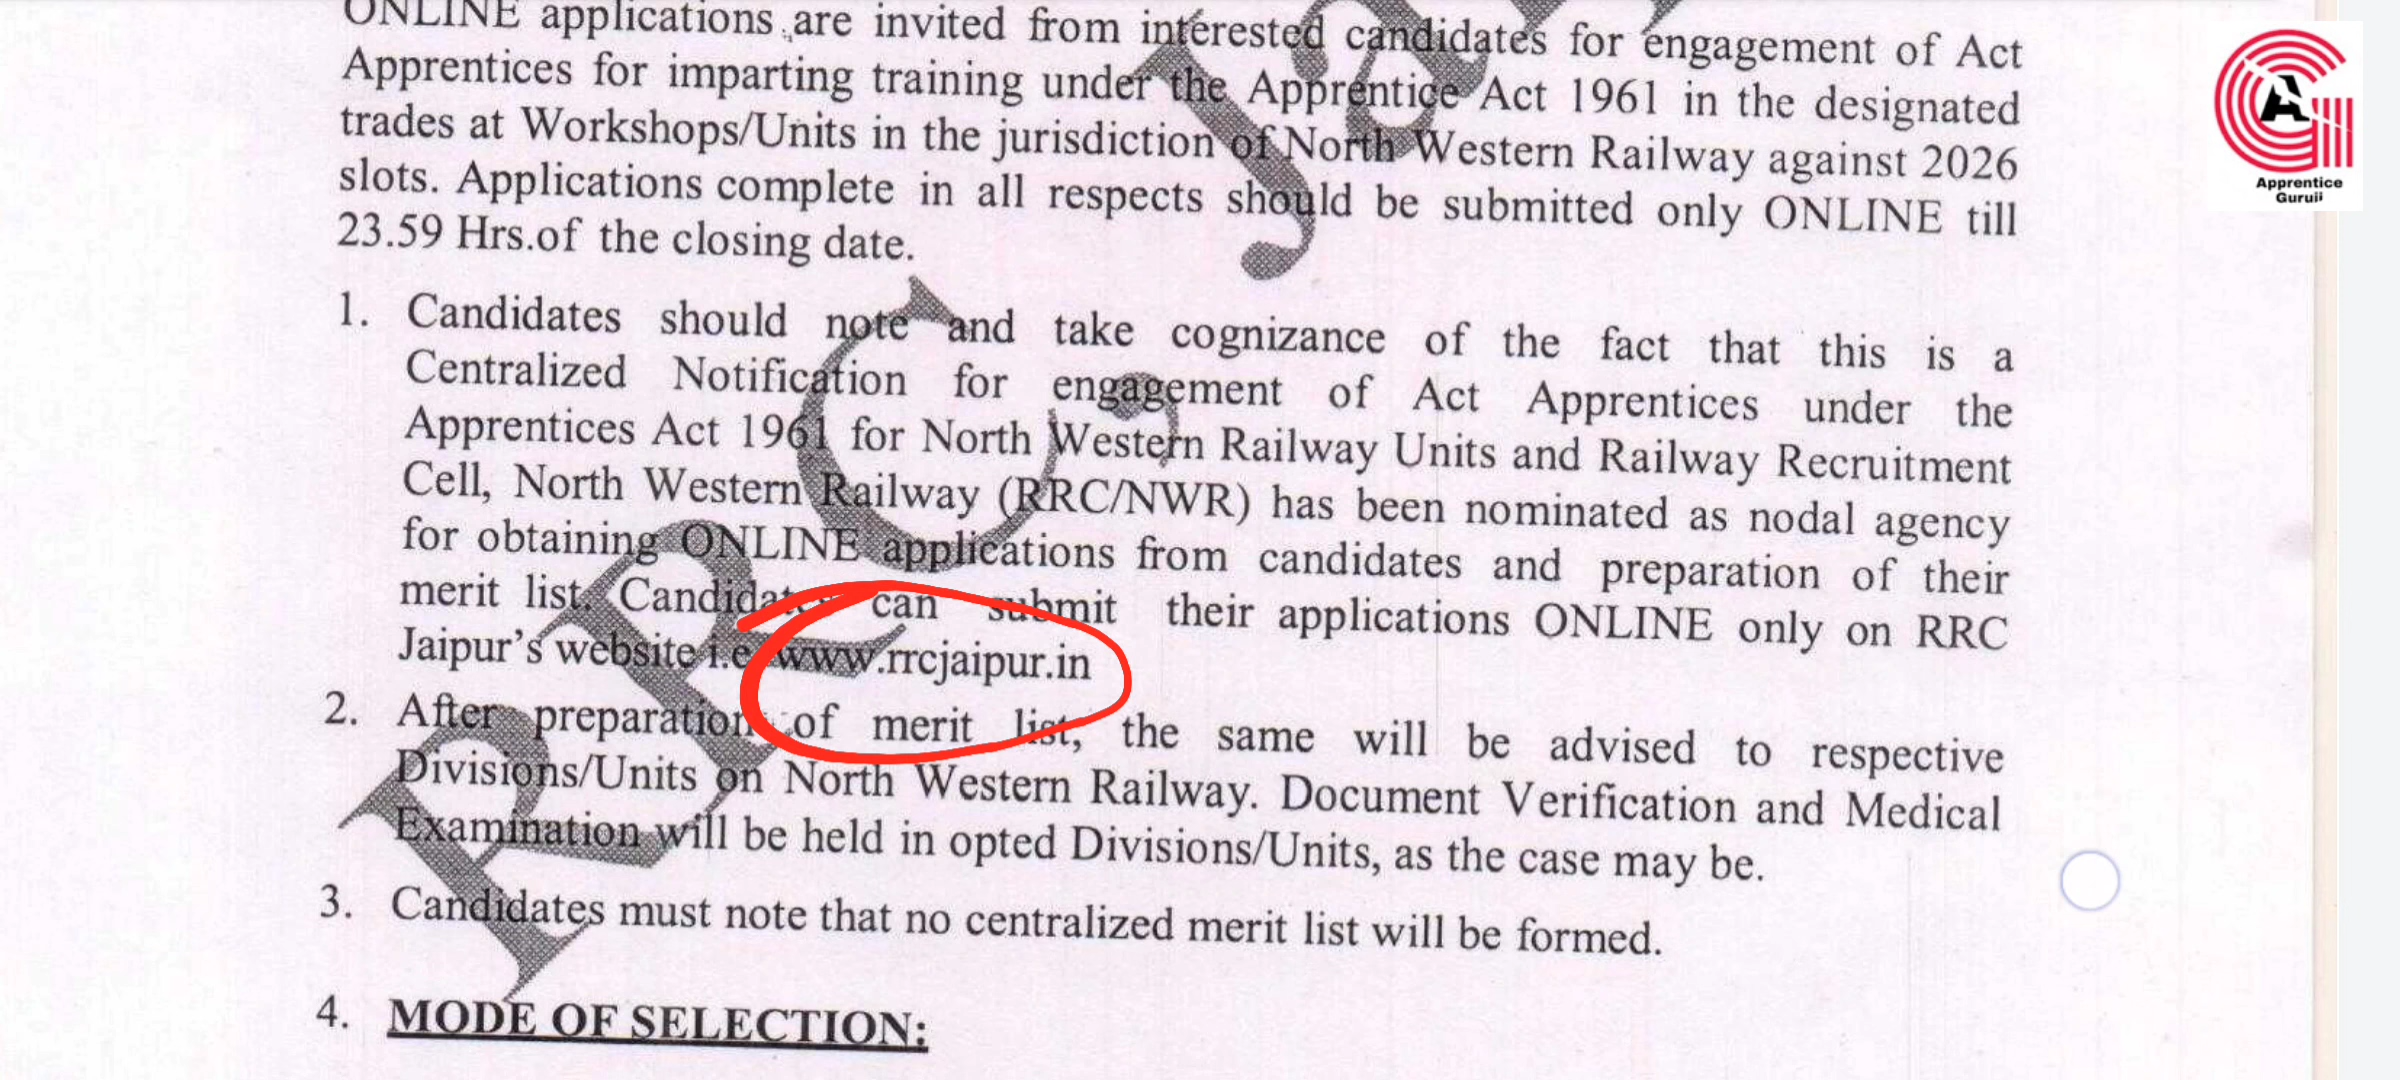 ONLINE applications are invited from interested candidates for engagement of Act
Apprentices for imparting training under the Apprentice Act 1961 in the designated
trades at Workshops/Units in the jurisdiction of North Western Railway against 2026
slots. Applications complete in all respects should be submitted only ONLINE till
23.59 Hrs.of the closing date.
1. Candidates should note and take cognizance of the fact that this is a
Centralized Notification for engagement of Act Apprentices under the
Apprentices Act 1961 for North Western Railway Units and Railway Recruitment
Cell, North Western Railway (RRC/NWR) has been nominated as nodal agency
for obtaining ONLINE applications from candidates and preparation of their
merit list. Candidates can submit their applications ONLINE only on RRC
Jaipur's website i.e. www.rrcjaipur.in
2. After preparation of merit list, the same will be advised to respective
Divisions/Units on North Western Railway. Document Verification and Medical
Examination will be held in opted Divisions/Units, as the case may be.
3. Candidates must note that no centralized merit list will be formed.
4. MODE OF SELECTION:
RRC, Ja
AG
Apprentice
Guruii